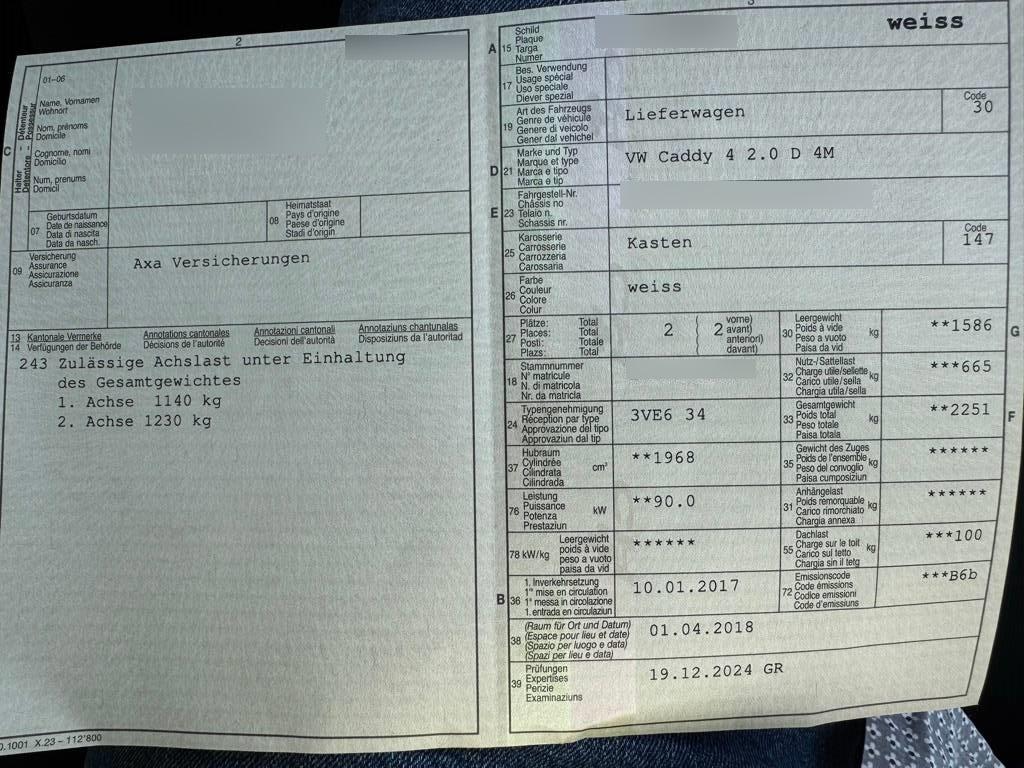 2
01–06
C
Halter - Détenteur
Detentore - Possessur
Name, Vornamen
Wohnort
Nom, prénoms
Domicile
Cognome, nomi
Domicilio
Num, prenums
Domicil
07
Geburtsdatum
Date de naissance
Data di nascita
Data da nasch.
08
Heimatstaat
Pays d'origine
Paese d'origine
Stadi d'origin
09
Versicherung
Assurance
Assicurazione
Assicuranza
Axa Versicherungen
13 Kantonale Vermerke Annotations cantonales Annotazioni cantonali Annotaziuns chantunalas
14 Verfügungen der Behörde Décisions de l'autorité Decisioni dell'autorità Disposiziuns da l'autoritad
243 Zulässige Achslast unter Einhaltung
des Gesamtgewichtes
1. Achse 1140 kg
2. Achse 1230 kg
0.1001 X.23 – 112'800
3
A 15
Schild
Plaque
Targa
Numer
weiss
17
Bes. Verwendung
Usage spécial
Uso speciale
Diever spezial
19
Art des Fahrzeugs
Genre de véhicule
Genere di veicolo
Gener dal vehichel
Lieferwagen
Code
30
D 21
Marke und Typ
Marque et type
Marca e tipo
Marca e tip
VW Caddy 4 2.0 D 4M
E 23
Fahrgestell-Nr.
Châssis no
Telaio n.
Schassis nr.
25
Karosserie
Carrosserie
Carrozzeria
Carossaria
Kasten
Code
147
26
Farbe
Couleur
Colore
Colur
weiss
27
Plätze: Total
Places: Total
Posti: Totale
Plazs: Total
2
2
vorne)
avant)
anteriori)
davant)
30
Leergewicht
Poids à vide
Peso a vuoto
Paisa da vid
kg
**1586
G
18
Stammnummer
N° matricule
N. di matricola
Nr. da matricla
32
Nutz-/Sattellast
Charge utile/sellette
Carico utile/sella
Chargia utila/sella
kg
***665
24
Typengenehmigung
Réception par type
Approvazione del tipo
Approvaziun dal tip
3VE6 34
33
Gesamtgewicht
Poids total
Peso totale
Paisa totala
kg
**2251
F
37
Hubraum
Cylindrée
Cilindrata
Cilindrada
cm³
**1968
35
Gewicht des Zuges
Poids de l'ensemble
Peso del convoglio
Paisa cumposiziun
kg
******
76
Leistung
Puissance
Potenza
Prestaziun
kW
**90.0
31
Anhängelast
Poids remorquable
Carico rimorchiato
Chargia annexa
kg
******
78 kW/kg
Leergewicht
poids à vide
peso a vuoto
paisa da vid
******
55
Dachlast
Charge sur le toit
Carico sul tetto
Chargia sin il tetg
kg
***100
B 36
1. Inverkehrsetzung
1re mise en circulation
1a messa in circolazione
1. entrada en circulaziun
10.01.2017
72
Emissionscode
Code émissions
Codice emissioni
Code d'emissiuns
***B6b
38
(Raum für Ort und Datum)
(Espace pour lieu et date)
(Spazio per luogo e data)
(Spazi per lieu e data)
01.04.2018
39
Prüfungen
Expertises
Perizie
Examinaziuns
19.12.2024 GR